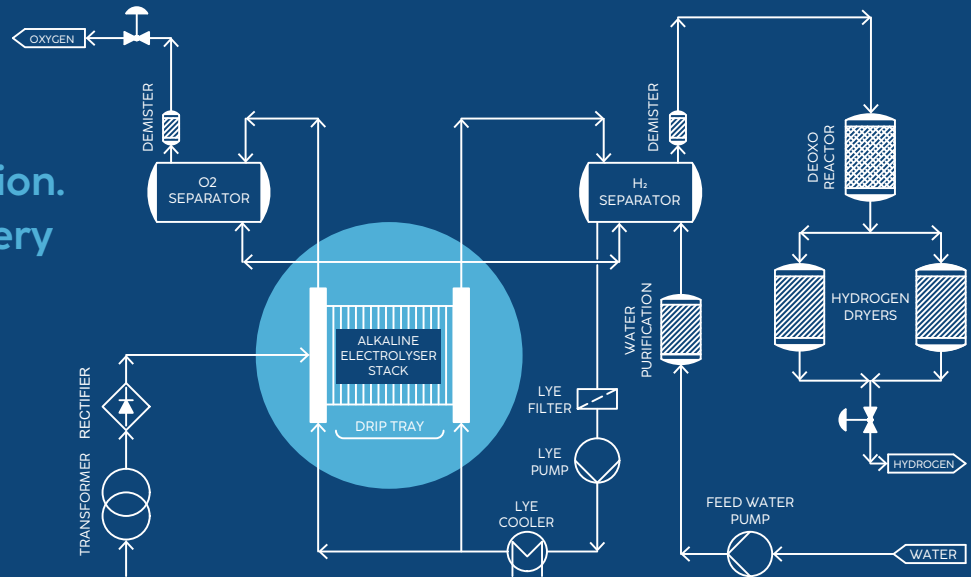 OXYGEN
DEMISTER
O2
SEPARATOR
ion.
ery
DEMISTER
H₂
SEPARATOR
DEOXO
REACTOR
HYDROGEN
DRYERS
WATER
PURIFICATION
ALKALINE
ELECTROLYSER
STACK
DRIP TRAY
RECTIFIER
TRANSFORMER
LYE
FILTER
LYE
PUMP
LYE
COOLER
FEED WATER
PUMP
HYDROGEN
WATER